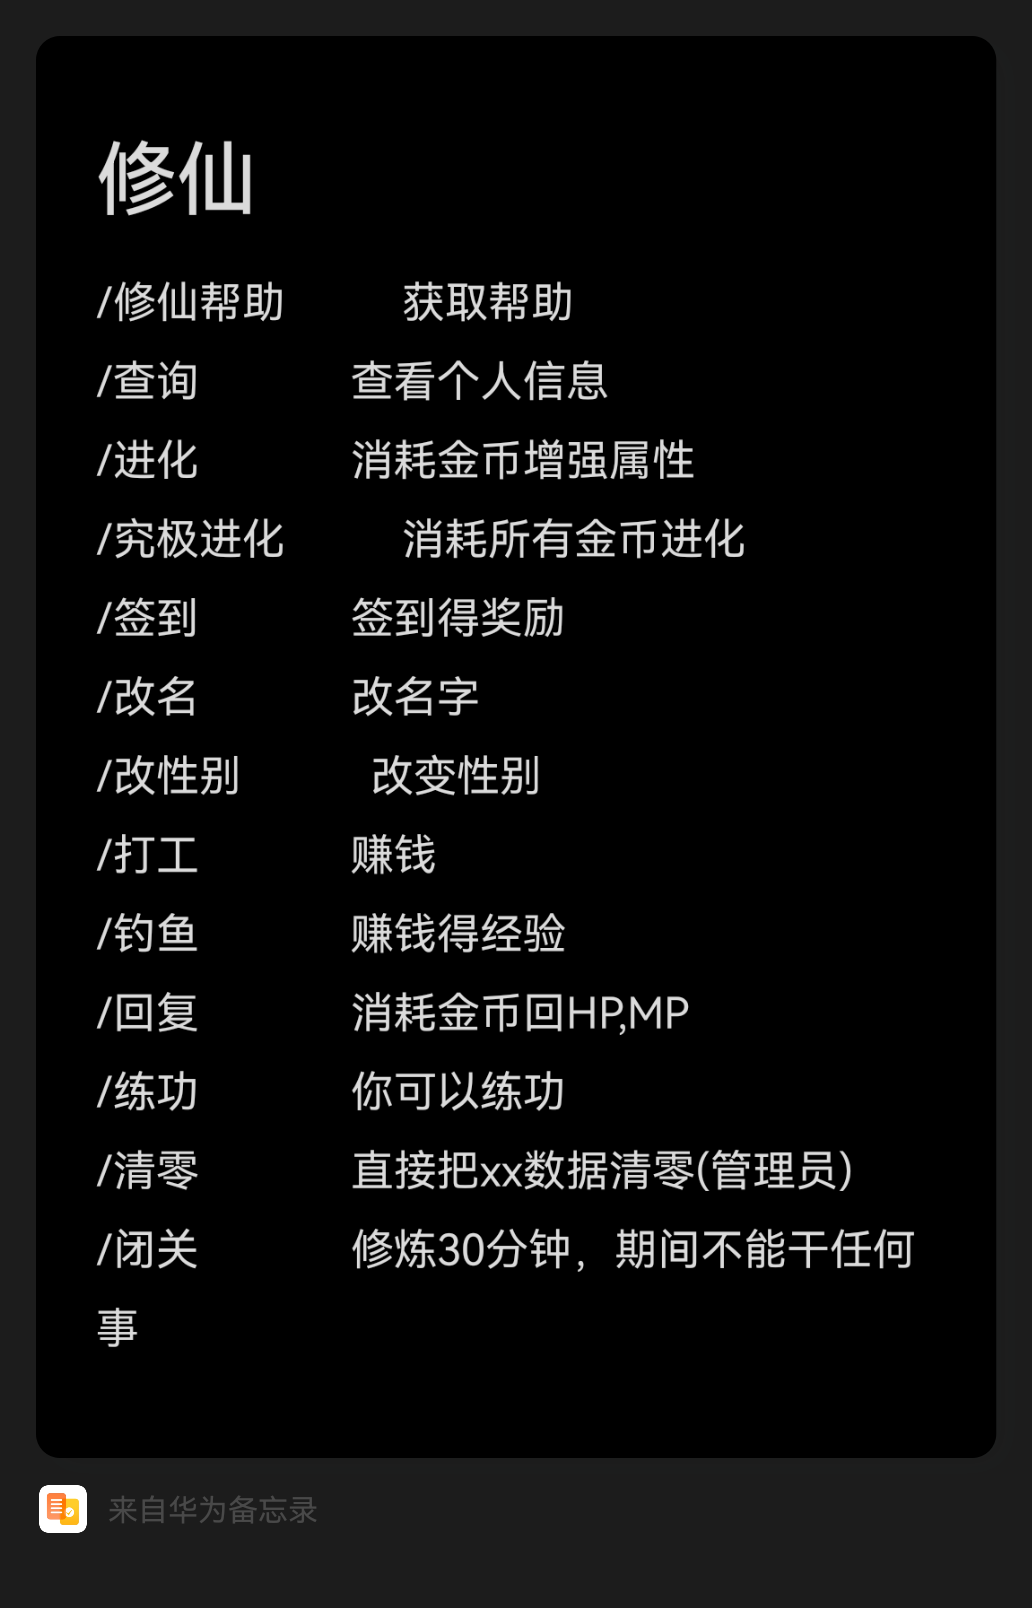 修仙
/修仙帮助 获取帮助
/查询 查看个人信息
/进化 消耗金币增强属性
/究极进化 消耗所有金币进化
/签到 签到得奖励
/改名 改名字
/改性别 改变性别
/打工 赚钱
/钓鱼 赚钱得经验
/回复 消耗金币回HP,MP
/练功 你可以练功
/清零 直接把xx数据清零(管理员)
/闭关 修炼30分钟，期间不能干任何
事
来自华为备忘录